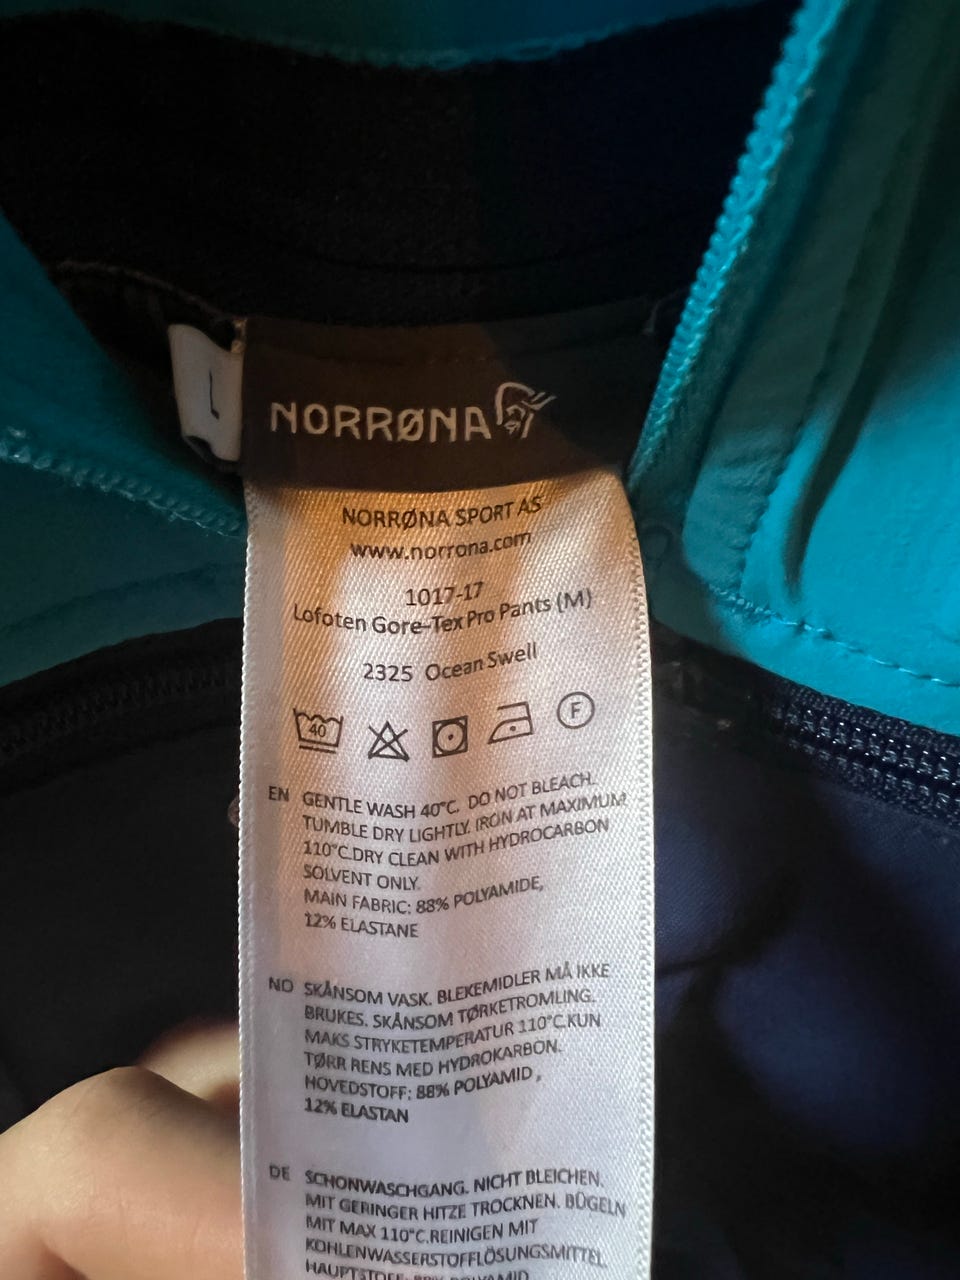 L
NORRØNA
NORRØNA SPORT AS
www.norrona.com
1017-17
Lofoten Gore-Tex Pro Pants (M)
2325 Ocean Swell
40
F
EN GENTLE WASH 40°C. DO NOT BLEACH.
TUMBLE DRY LIGHTLY. IRON AT MAXIMUM
110°C.DRY CLEAN WITH HYDROCARBON
SOLVENT ONLY.
MAIN FABRIC: 88% POLYAMIDE,
12% ELASTANE
NO SKÅNSOM VASK. BLEKEMIDLER MÅ IKKE
BRUKES. SKÅNSOM TØRKETROMLING.
MAKS STRYKETEMPERATUR 110°C.KUN
TØRR RENS MED HYDROKARBON.
HOVEDSTOFF: 88% POLYAMID ,
12% ELASTAN
DE SCHONWASCHGANG. NICHT BLEICHEN.
MIT GERINGER HITZE TROCKNEN. BÜGELN
MIT MAX 110°C.REINIGEN MIT
KOHLENWASSERSTOFFLÖSUNGSMITTEL
HAUPTSTOFF: 88% POLYAMID